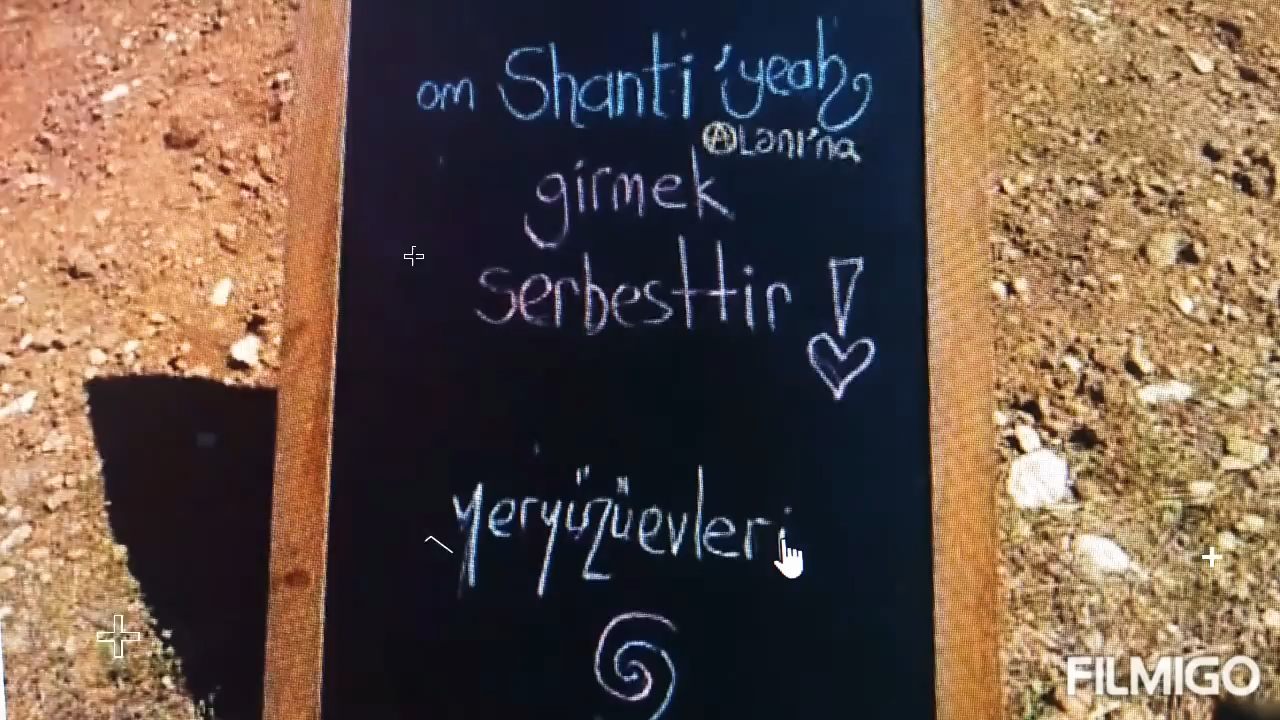 om Shanti 'yeah
ⒶLanı'na
girmek
serbesttir !
yeryüzüevleri
FILMIGO